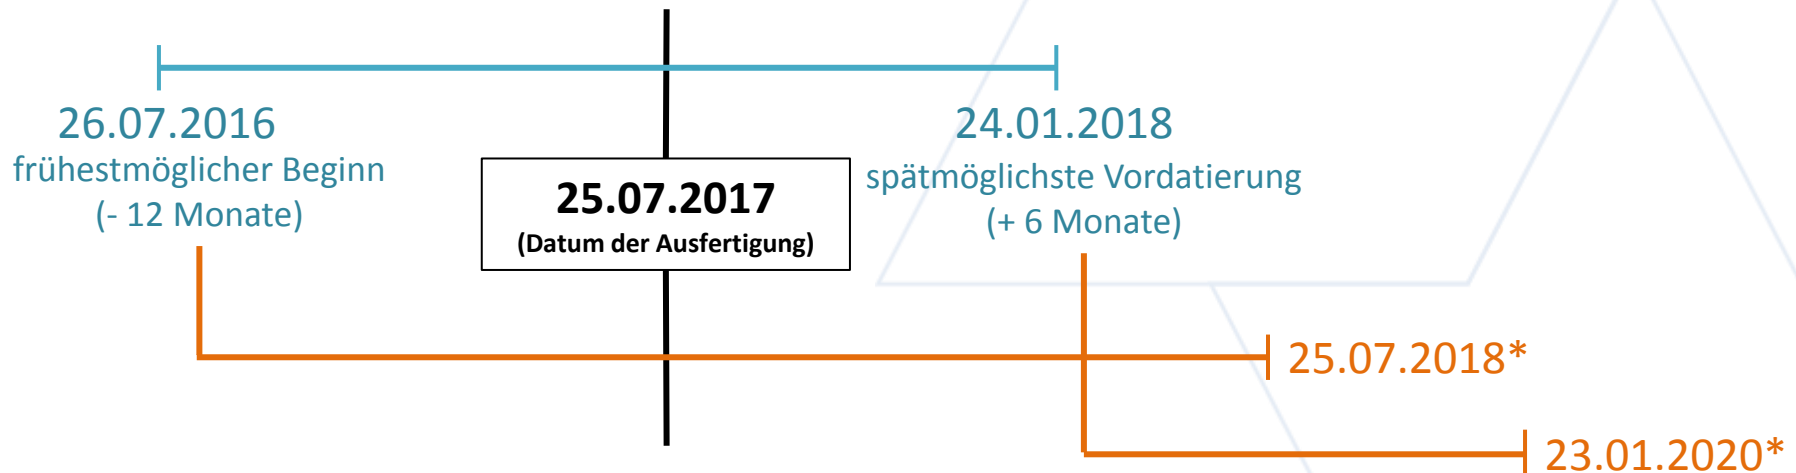 26.07.2016
frühestmöglicher Beginn
(- 12 Monate)
25.07.2017
(Datum der Ausfertigung)
24.01.2018
spätmöglichste Vordatierung
(+ 6 Monate)
25.07.2018*
23.01.2020*